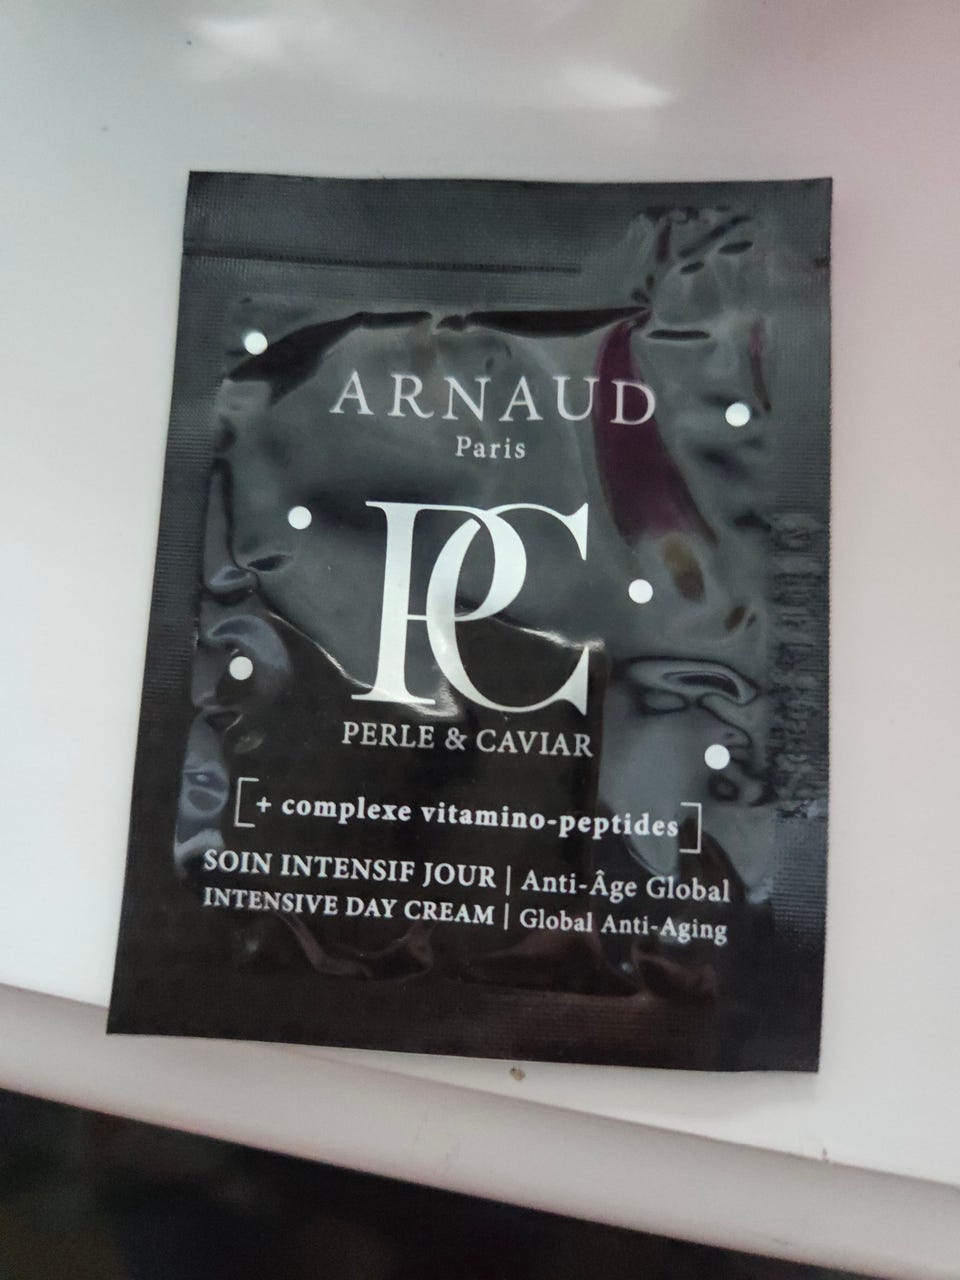 ARNAUD
Paris
PC
PERLE & CAVIAR
[+ complexe vitamino-peptides]
SOIN INTENSIF JOUR | Anti-Âge Global
INTENSIVE DAY CREAM | Global Anti-Aging